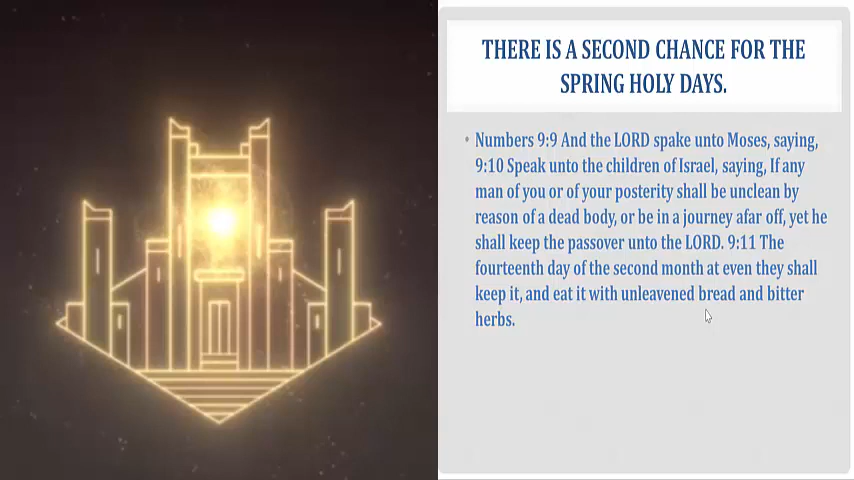 THERE IS A SECOND CHANCE FOR THE
SPRING HOLY DAYS.
• Numbers 9:9 And the LORD spake unto Moses, saying,
9:10 Speak unto the children of Israel, saying, If any
man of you or of your posterity shall be unclean by
reason of a dead body, or be in a journey afar off, yet he
shall keep the passover unto the LORD. 9:11 The
fourteenth day of the second month at even they shall
keep it, and eat it with unleavened bread and bitter
herbs.